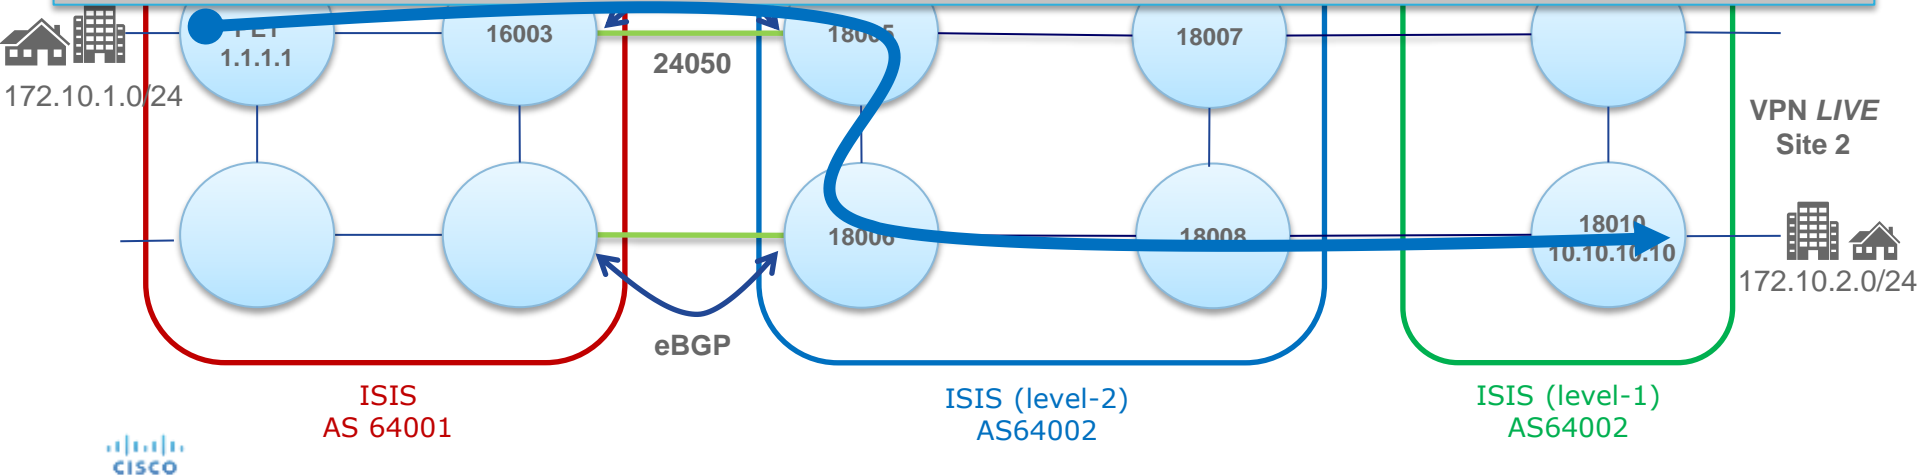 PE1
1.1.1.1
16003
24050
18005
18007
172.10.1.0/24
VPN LIVE
Site 2
18006
18008
18010
10.10.10.10
172.10.2.0/24
eBGP
ISIS
AS 64001
ISIS (level-2)
AS64002
ISIS (level-1)
AS64002
CISCO